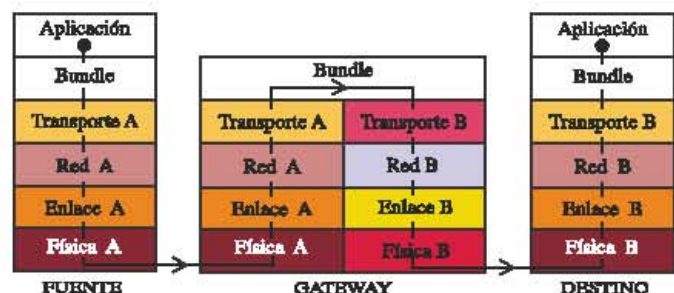 Aplicación
Bundle
Transporte A
Red A
Enlace A
Física A
FUENTE
Bundle
Transporte A
Transporte B
Red A
Red B
Enlace A
Enlace B
Física A
Física B
GATEWAY
Aplicación
Bundle
Transporte B
Red B
Enlace B
Física B
DESTINO